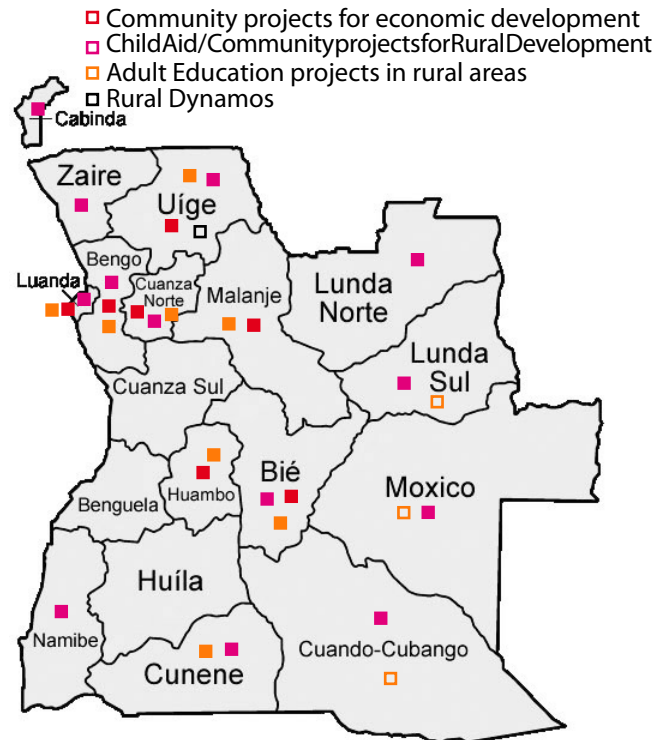 Community projects for economic development
ChildAid/CommunityprojectsforRuralDevelopment
Adult Education projects in rural areas
Rural Dynamos
Cabinda
Zaire
Uíge
Bengo
Luanda
Cuanza
Norte
Malanje
Lunda
Norte
Lunda
Sul
Cuanza Sul
Huambo
Bié
Moxico
Benguela
Huíla
Namibe
Cunene
Cuando-Cubango